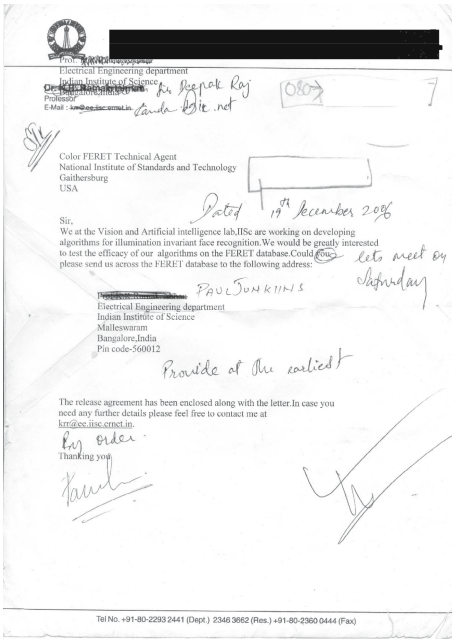 Prof.
Electrical Engineering department
Indian Institute of Science
Bangalore, India
Sir Deepak Raj
Professor
E-Mail : krr@ee.iisc.ernet.in
080
Color FERET Technical Agent
National Institute of Standards and Technology
Gaithersburg
USA
Dated 19th December 2006
Sir,
We at the Vision and Artificial intelligence lab,IISc are working on developing
algorithms for illumination invariant face recognition.We would be greatly interested
to test the efficacy of our algorithms on the FERET database.Could you
please send us across the FERET database to the following address:
lets meet on
Saturday
PAUL JUNKIINS
Electrical Engineering department
Indian Institute of Science
Malleswaram
Bangalore,India
Pin code-560012
Provide at the earliest
The release agreement has been enclosed along with the letter.In case you
need any further details please feel free to contact me at
krr@ee.iisc.ernet.in.
order.
Thanking you
Tel No. +91-80-2293 2441 (Dept.) 2346 3662 (Res.) +91-80-2360 0444 (Fax)